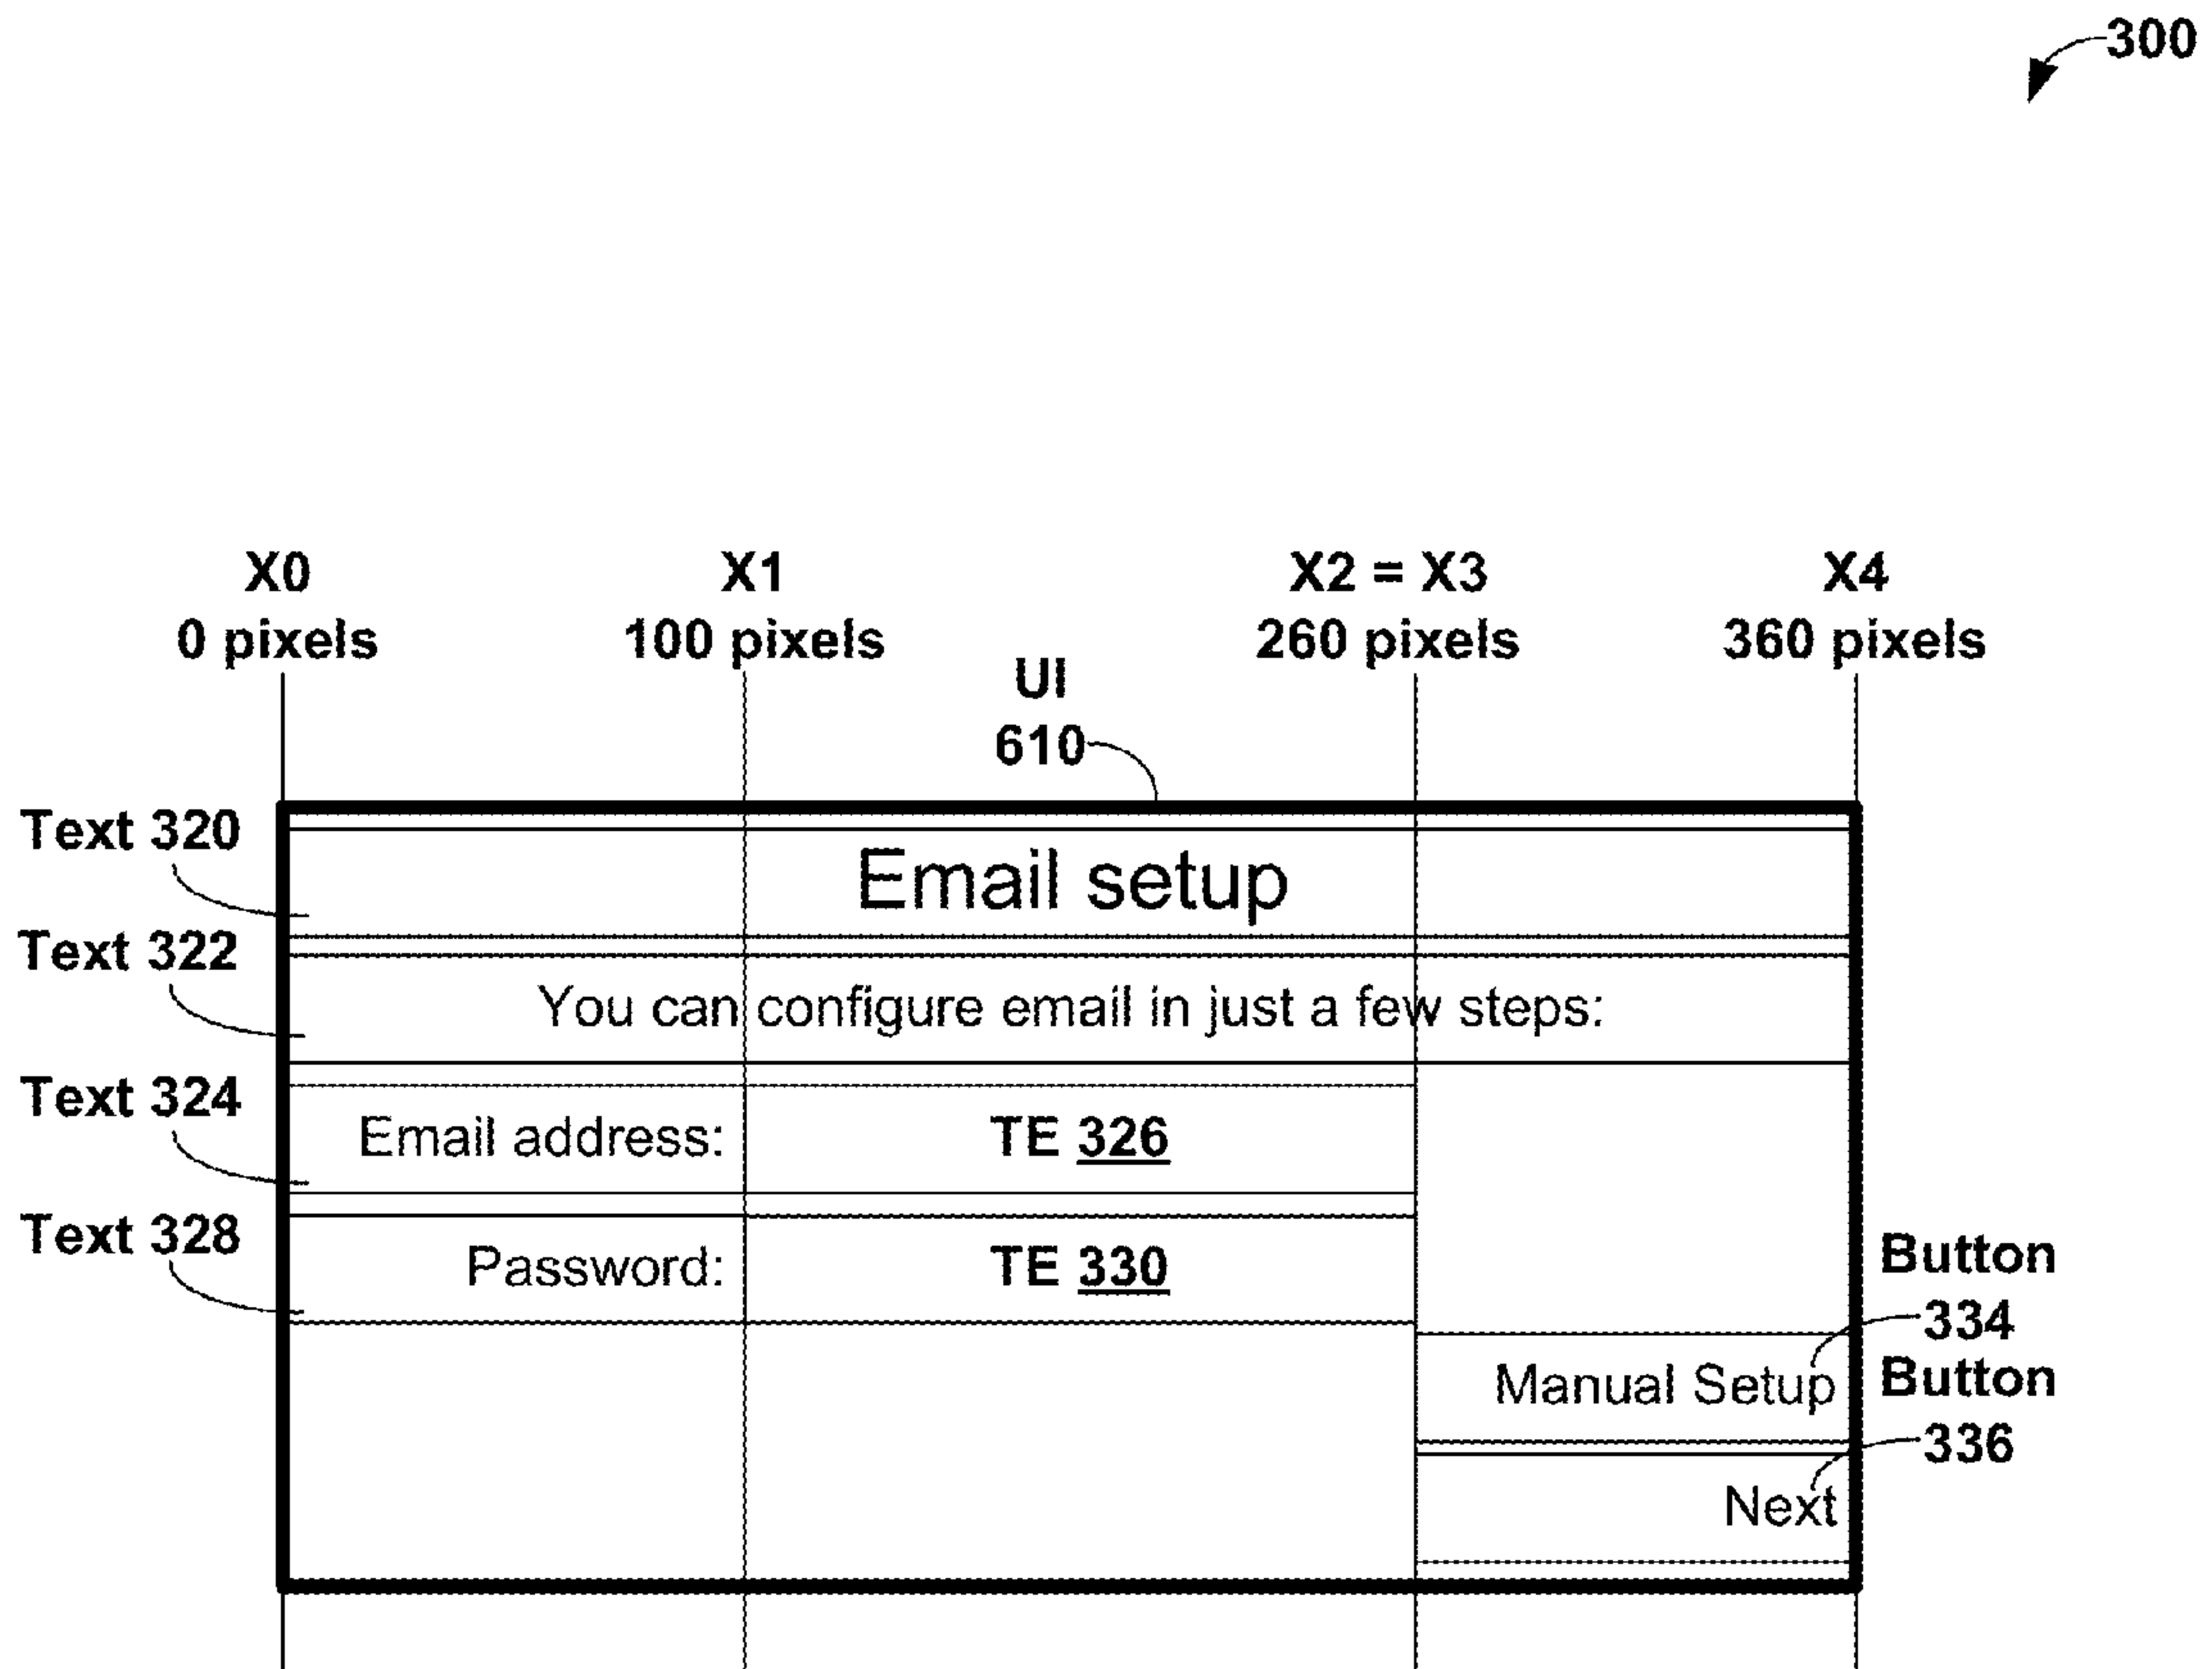 300
X0 X1 X2 = X3 X4
0 pixels 100 pixels 260 pixels 360 pixels
UI
610
Text 320
Email setup
Text 322
You can configure email in just a few steps:
Text 324
Email address: TE 326
Text 328
Password: TE 330
Button
334
Manual Setup
Button
336
Next